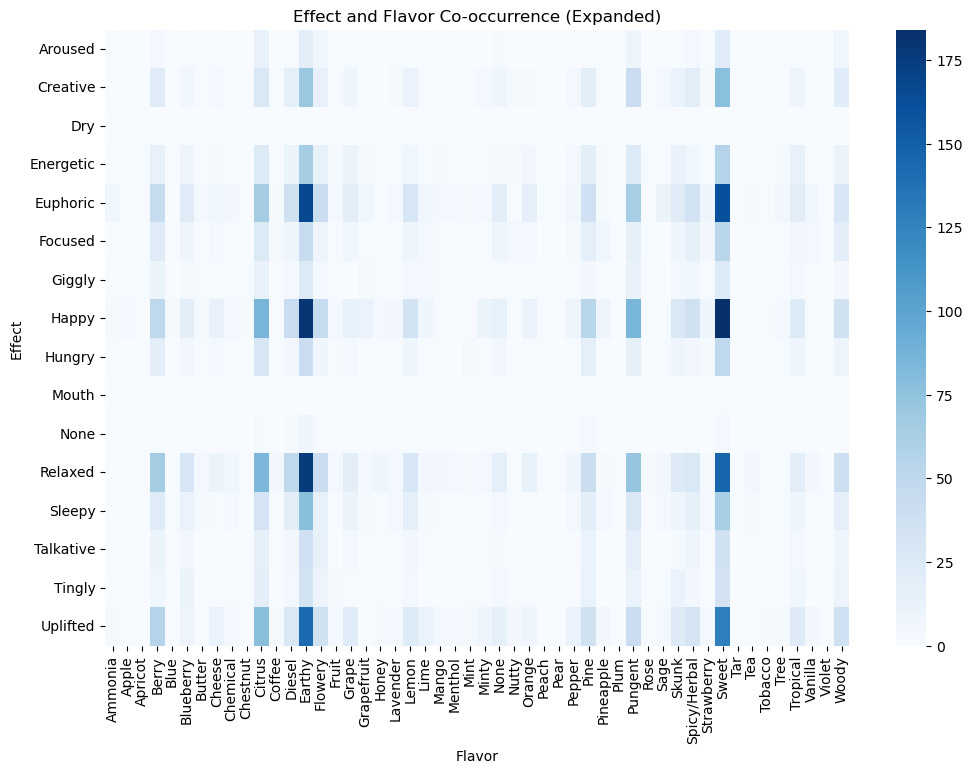 Effect and Flavor Co-occurrence (Expanded)
Effect
Aroused
Creative
Dry
Energetic
Euphoric
Focused
Giggly
Happy
Hungry
Mouth
None
Relaxed
Sleepy
Talkative
Tingly
Uplifted
Ammonia
Apple
Apricot
Berry
Blue
Blueberry
Butter
Cheese
Chemical
Chestnut
Citrus
Coffee
Diesel
Earthy
Flowery
Fruit
Grape
Grapefruit
Honey
Lavender
Lemon
Lime
Mango
Menthol
Mint
Minty
None
Nutty
Orange
Peach
Pear
Pepper
Pine
Pineapple
Plum
Pungent
Rose
Sage
Skunk
Spicy/Herbal
Strawberry
Sweet
Tar
Tea
Tobacco
Tree
Tropical
Vanilla
Violet
Woody
Flavor
175
150
125
100
75
50
25
0